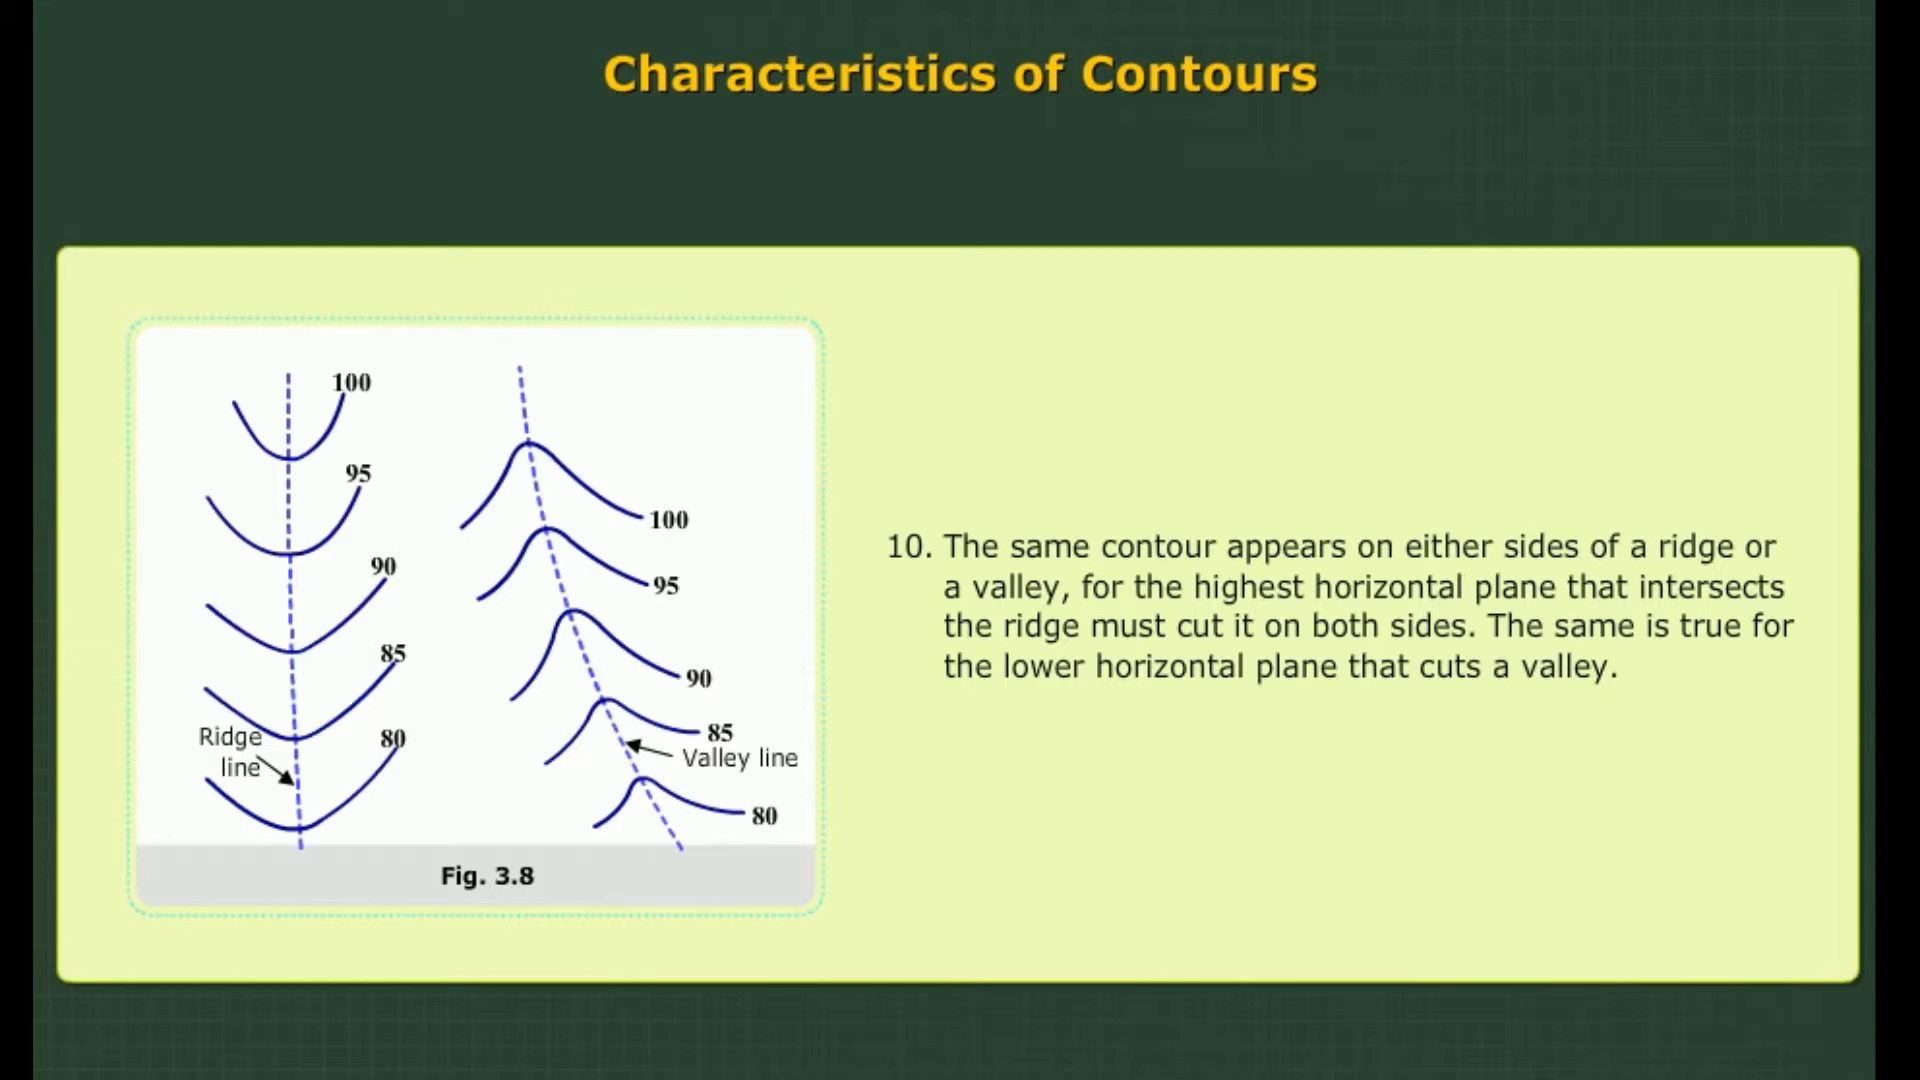 Characteristics of Contours
100
95
90
85
80
Ridge
line
100
95
90
85
Valley line
80
Fig. 3.8
10. The same contour appears on either sides of a ridge or
a valley, for the highest horizontal plane that intersects
the ridge must cut it on both sides. The same is true for
the lower horizontal plane that cuts a valley.